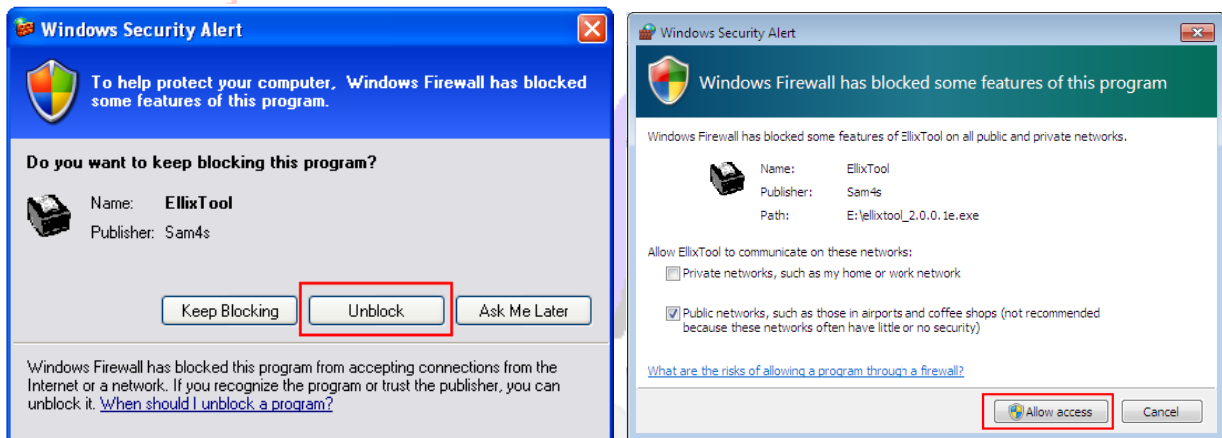 Windows Security Alert
To help protect your computer, Windows Firewall has blocked
some features of this program.
Do you want to keep blocking this program?
Name: EllixTool
Publisher: Sam4s
Keep Blocking
Unblock
Ask Me Later
Windows Firewall has blocked this program from accepting connections from the
Internet or a network. If you recognize the program or trust the publisher, you can
unblock it. When should I unblock a program?
Windows Security Alert
Windows Firewall has blocked some features of this program
Windows Firewall has blocked some features of EllixTool on all public and private networks.
Name: EllixTool
Publisher: Sam4s
Path: E:\ellixtool_2.0.0.1e.exe
Allow EllixTool to communicate on these networks:
Private networks, such as my home or work network
Public networks, such as those in airports and coffee shops (not recommended
because these networks often have little or no security)
What are the risks of allowing a program through a firewall?
Allow access
Cancel